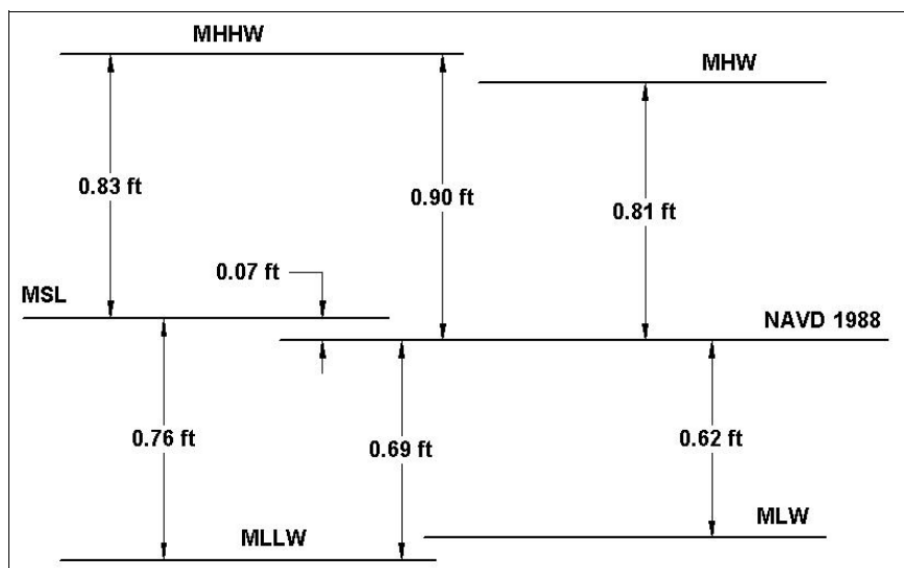 MHHW
MHW
0.83 ft
0.90 ft
0.81 ft
0.07 ft
MSL
NAVD 1988
0.76 ft
0.69 ft
0.62 ft
MLLW
MLW